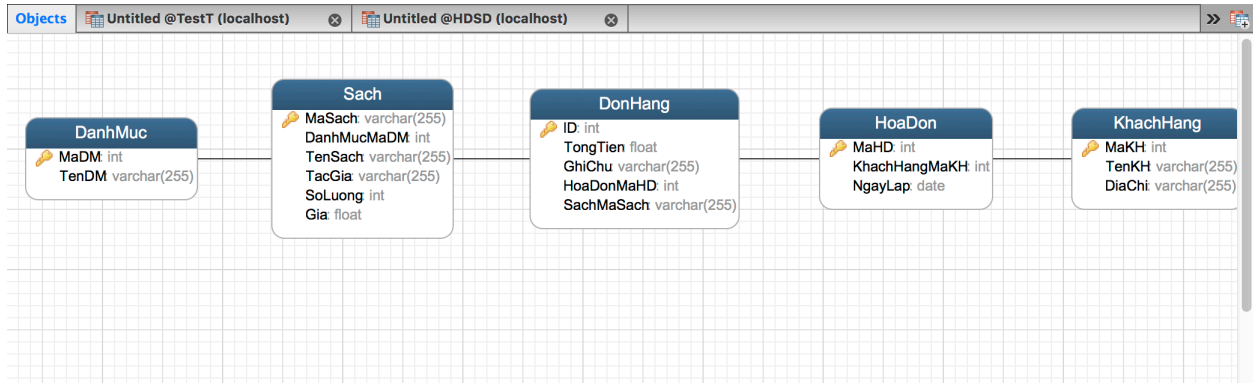 Objects
Untitled @TestT (localhost)
Untitled @HDSD (localhost)
DanhMuc
MaDM: int
TenDM: varchar(255)
Sach
MaSach: varchar(255)
DanhMucMaDM: int
TenSach: varchar(255)
TacGia: varchar(255)
SoLuong: int
Gia: float
DonHang
ID: int
TongTien: float
GhiChu: varchar(255)
HoaDonMaHD: int
SachMaSach: varchar(255)
HoaDon
MaHD: int
KhachHangMaKH: int
NgayLap: date
KhachHang
MaKH: int
TenKH: varchar(255)
DiaChi: varchar(255)